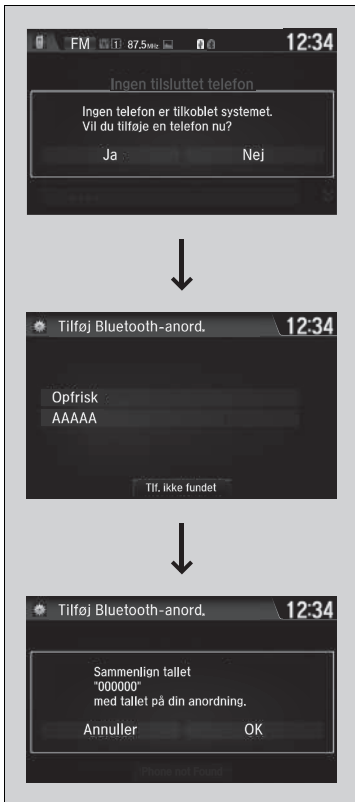 FM 1 87.5MHz 12:34
Ingen tilsluttet telefon
Ingen telefon er tilkoblet systemet.
Vil du tilføje en telefon nu?
Ja Nej
Tilføj Bluetooth-anord. 12:34
Opfrisk
AAAAA
Tlf. ikke fundet
Tilføj Bluetooth-anord. 12:34
Sammenlign tallet
"000000"
med tallet på din anordning.
Annuller OK
Phone not Found